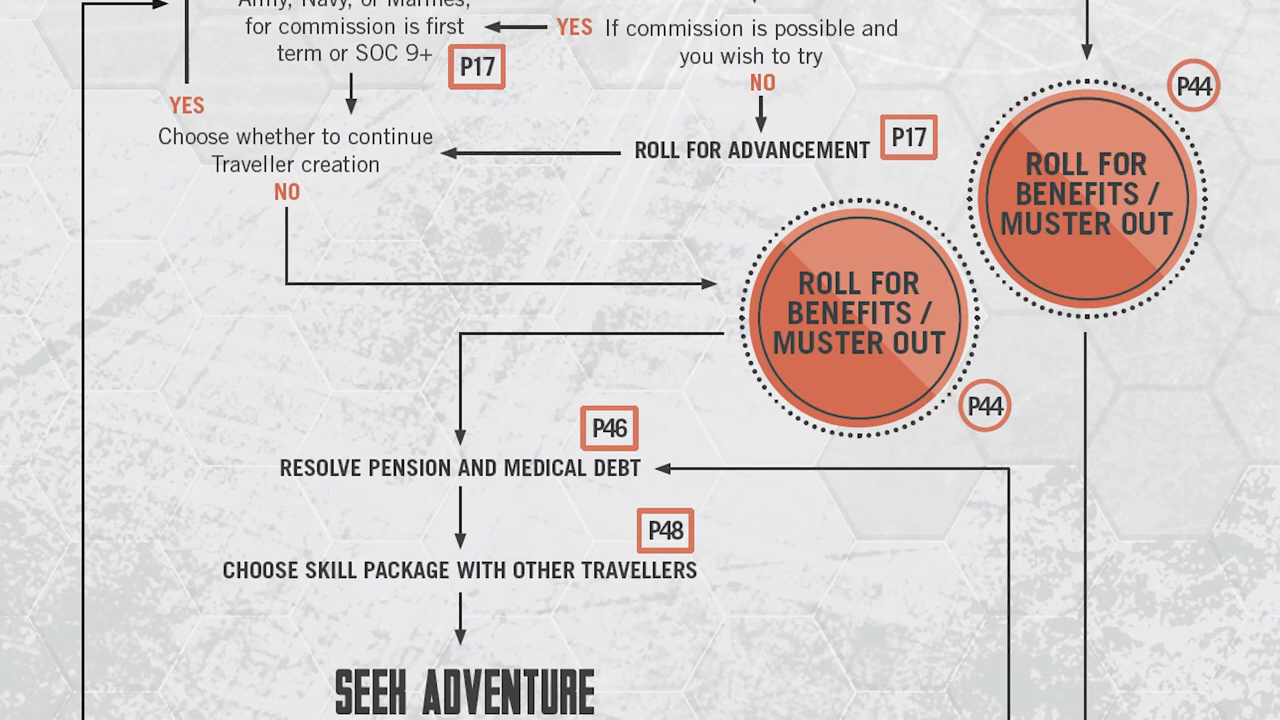 Army, Navy, or Marines,
for commission is first
term or SOC 9+
P17
YES
If commission is possible and
you wish to try
NO
P44
YES
Choose whether to continue
Traveller creation
NO
ROLL FOR ADVANCEMENT
P17
ROLL FOR
BENEFITS /
MUSTER OUT
ROLL FOR
BENEFITS /
MUSTER OUT
P44
P46
RESOLVE PENSION AND MEDICAL DEBT
P48
CHOOSE SKILL PACKAGE WITH OTHER TRAVELLERS
SEEK ADVENTURE